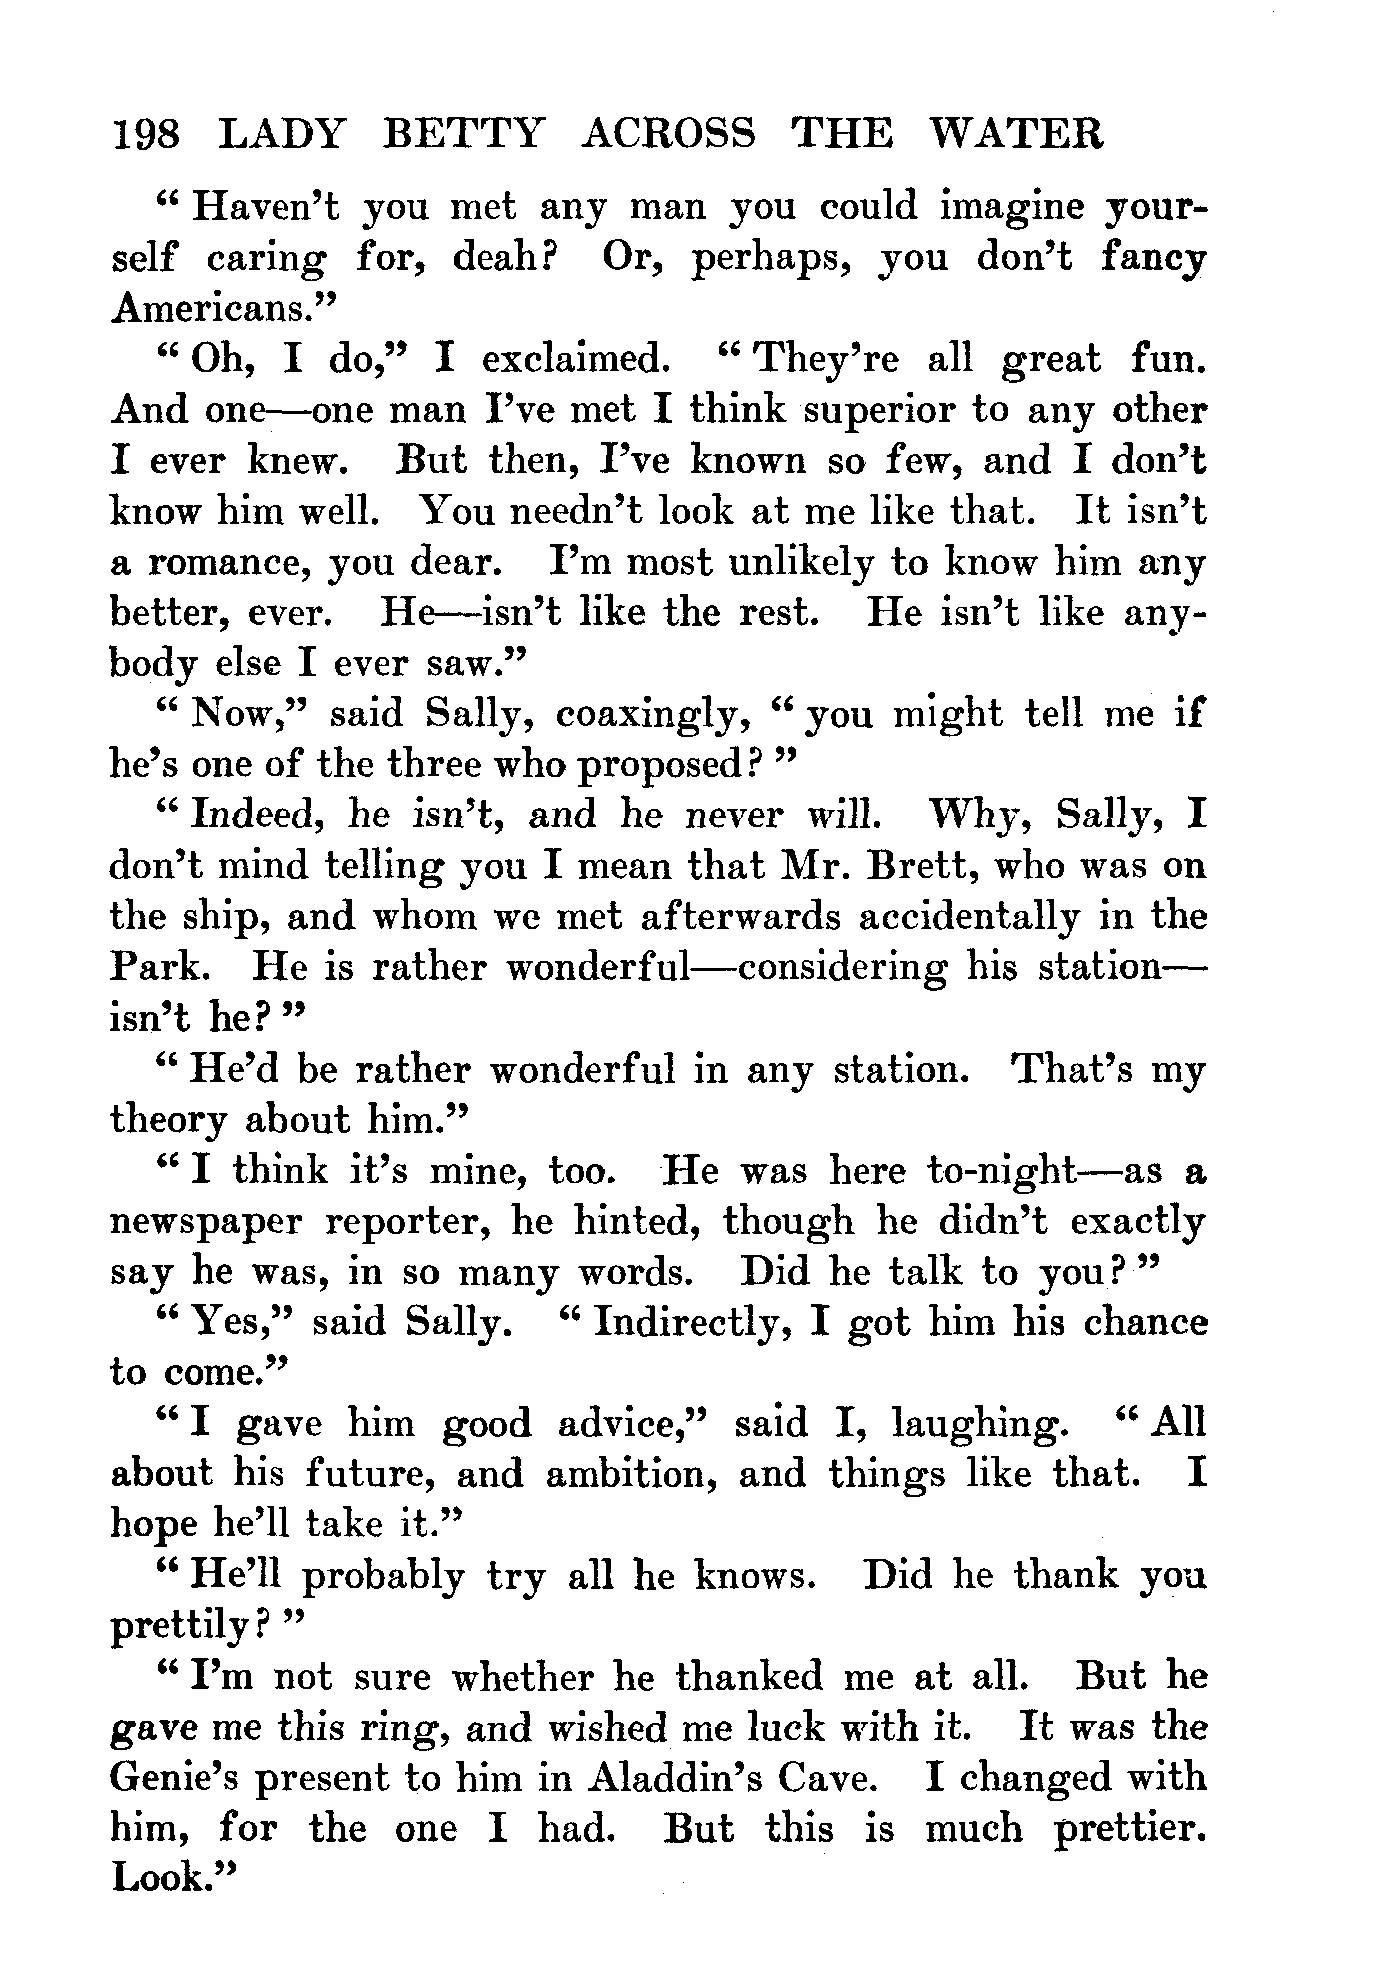 198 LADY BETTY ACROSS THE WATER
“ Haven’t you met any man you could imagine your-
self caring for, deah? Or, perhaps, you don’t fancy
Americans.”
“ Oh, I do,” I exclaimed. “ They’re all great fun.
And one—one man I’ve met I think superior to any other
I ever knew. But then, I’ve known so few, and I don’t
know him well. You needn’t look at me like that. It isn’t
a romance, you dear. I’m most unlikely to know him any
better, ever. He—isn’t like the rest. He isn’t like any-
body else I ever saw.”
“ Now,” said Sally, coaxingly, “ you might tell me if
he’s one of the three who proposed? ”
“ Indeed, he isn’t, and he never will. Why, Sally, I
don’t mind telling you I mean that Mr. Brett, who was on
the ship, and whom we met afterwards accidentally in the
Park. He is rather wonderful—considering his station—
isn’t he? ”
“ He’d be rather wonderful in any station. That’s my
theory about him.”
“ I think it’s mine, too. He was here to-night—as a
newspaper reporter, he hinted, though he didn’t exactly
say he was, in so many words. Did he talk to you? ”
“ Yes,” said Sally. “ Indirectly, I got him his chance
to come.”
“ I gave him good advice,” said I, laughing. “ All
about his future, and ambition, and things like that. I
hope he’ll take it.”
“ He’ll probably try all he knows. Did he thank you
prettily? ”
“ I’m not sure whether he thanked me at all. But he
gave me this ring, and wished me luck with it. It was the
Genie’s present to him in Aladdin’s Cave. I changed with
him, for the one I had. But this is much prettier.
Look.”